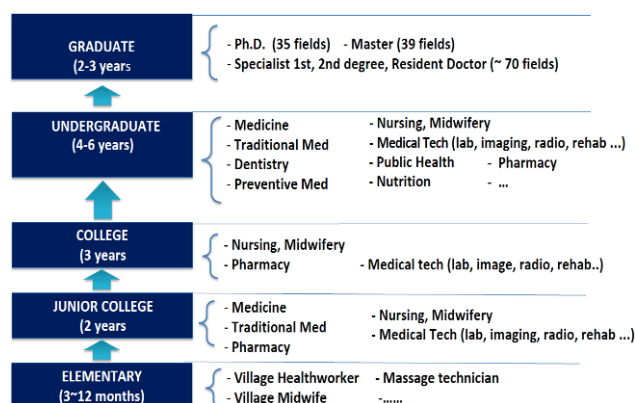 GRADUATE
(2-3 years
- Ph.D. (35 fields) - Master (39 fields)
- Specialist 1st, 2nd degree, Resident Doctor (~ 70 fields)
UNDERGRADUATE
(4-6 years)
- Medicine - Nursing, Midwifery
- Traditional Med - Medical Tech (lab, imaging, radio, rehab ...)
- Dentistry - Public Health - Pharmacy
- Preventive Med - Nutrition - ...
COLLEGE
(3 years
- Nursing, Midwifery
- Pharmacy - Medical tech (lab, image, radio, rehab..)
JUNIOR COLLEGE
(2 years
- Medicine - Nursing, Midwifery
- Traditional Med - Medical Tech (lab, imaging, radio, rehab ...)
- Pharmacy
ELEMENTARY
(3~12 months)
- Village Healthworker - Massage technician
- Village Midwife -......